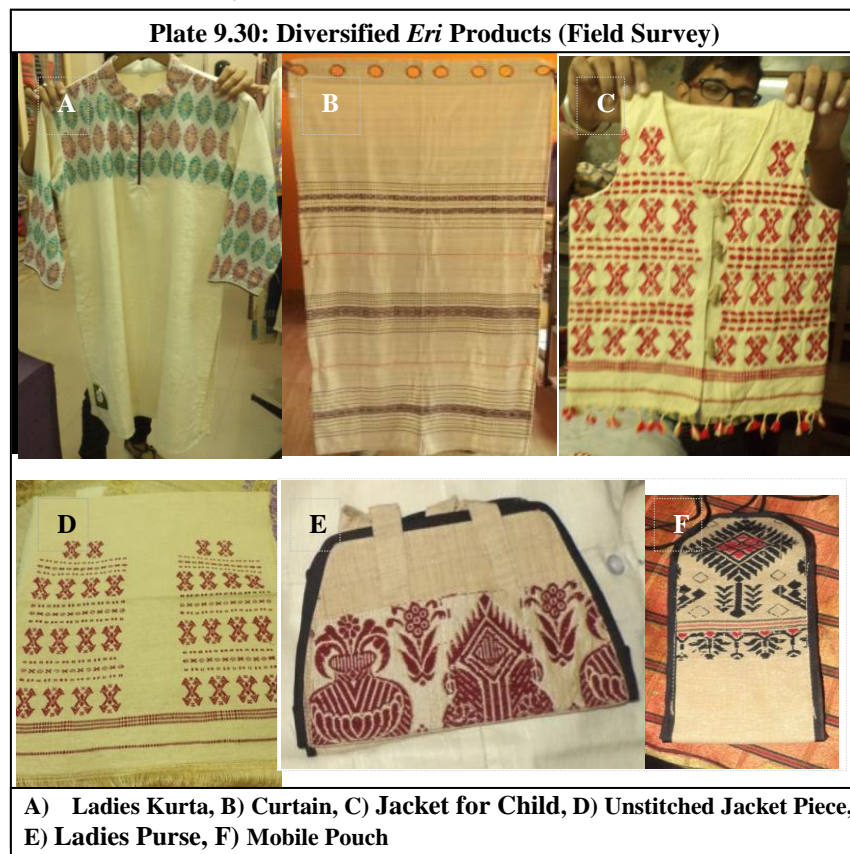 Plate 9.30: Diversified Eri Products (Field Survey)
A
B
C
D
E
F
A) Ladies Kurta, B) Curtain, C) Jacket for Child, D) Unstitched Jacket Piece,
E) Ladies Purse, F) Mobile Pouch